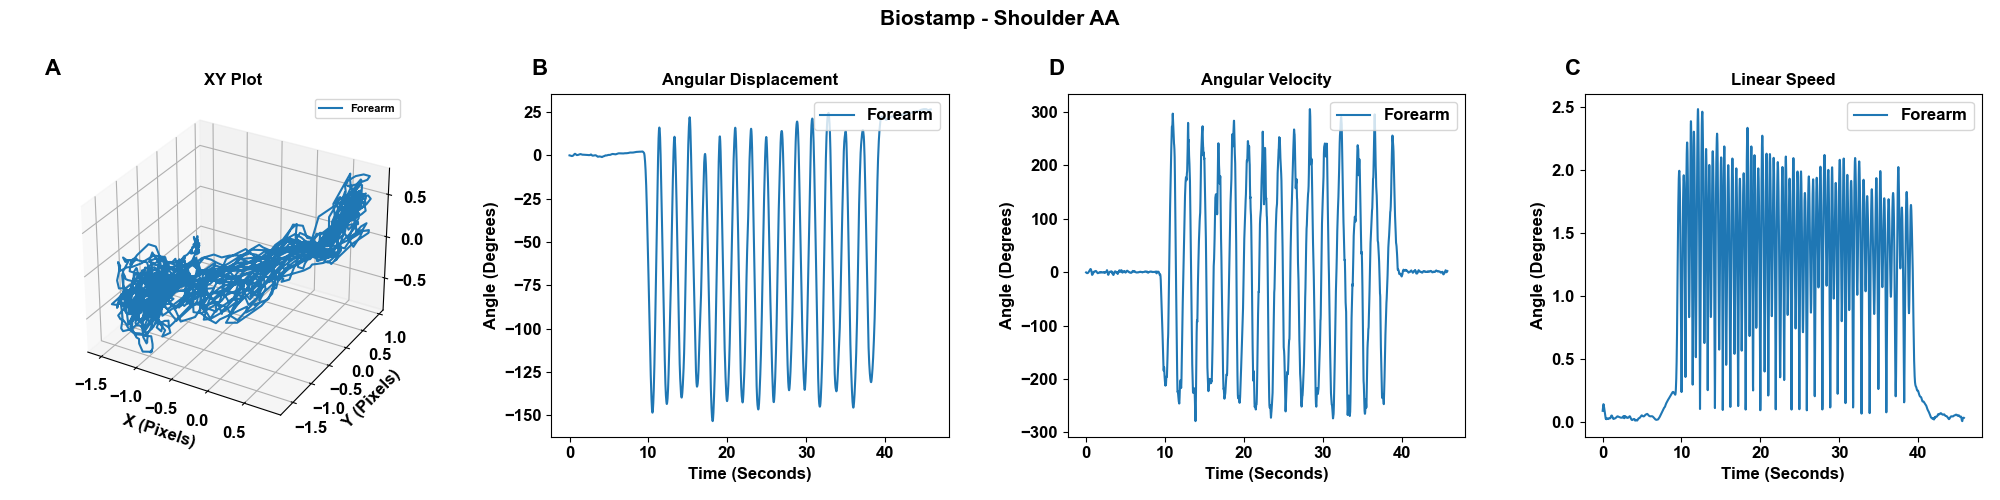 Biostamp - Shoulder AA
A
XY Plot
Forearm
0.5
0.0
−0.5
1.0
0.5
0.0
−0.5
−1.0
−1.5
Y (Pixels)
−1.5
−1.0
−0.5
0.0
0.5
X (Pixels)
B
Angular Displacement
Forearm
25
0
−25
−50
−75
−100
−125
−150
Angle (Degrees)
0 10 20 30 40
Time (Seconds)
D
Angular Velocity
Forearm
300
200
100
0
−100
−200
−300
Angle (Degrees)
0 10 20 30 40
Time (Seconds)
C
Linear Speed
Forearm
2.5
2.0
1.5
1.0
0.5
0.0
Angle (Degrees)
0 10 20 30 40
Time (Seconds)